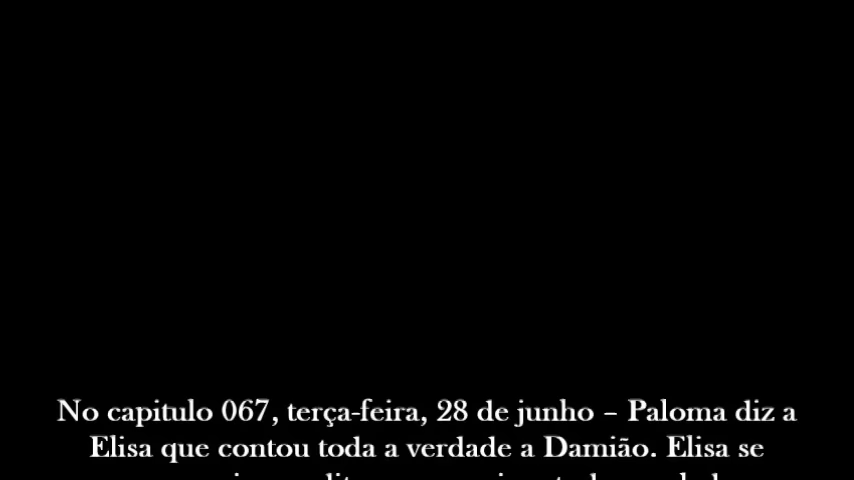 No capitulo 067, terça-feira, 28 de junho – Paloma diz a
Elisa que contou toda a verdade a Damião. Elisa se